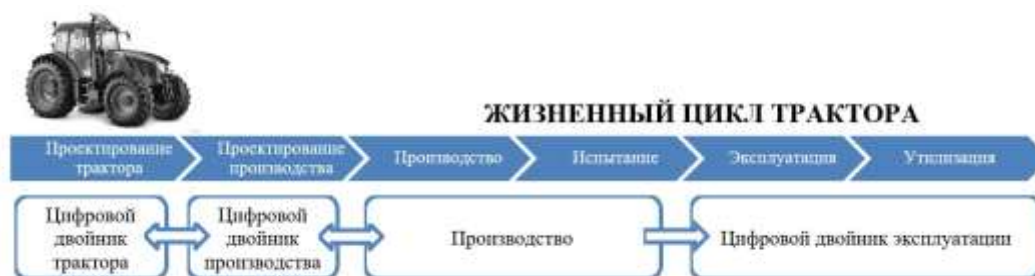 ЖИЗНЕННЫЙ ЦИКЛ ТРАКТОРА
Проектирование
трактора
Проектирование
производства
Производство
Испытание
Эксплуатация
Утилизация
Цифровой
двойник
трактора
Цифровой
двойник
производства
Производство
Цифровой двойник эксплуатации